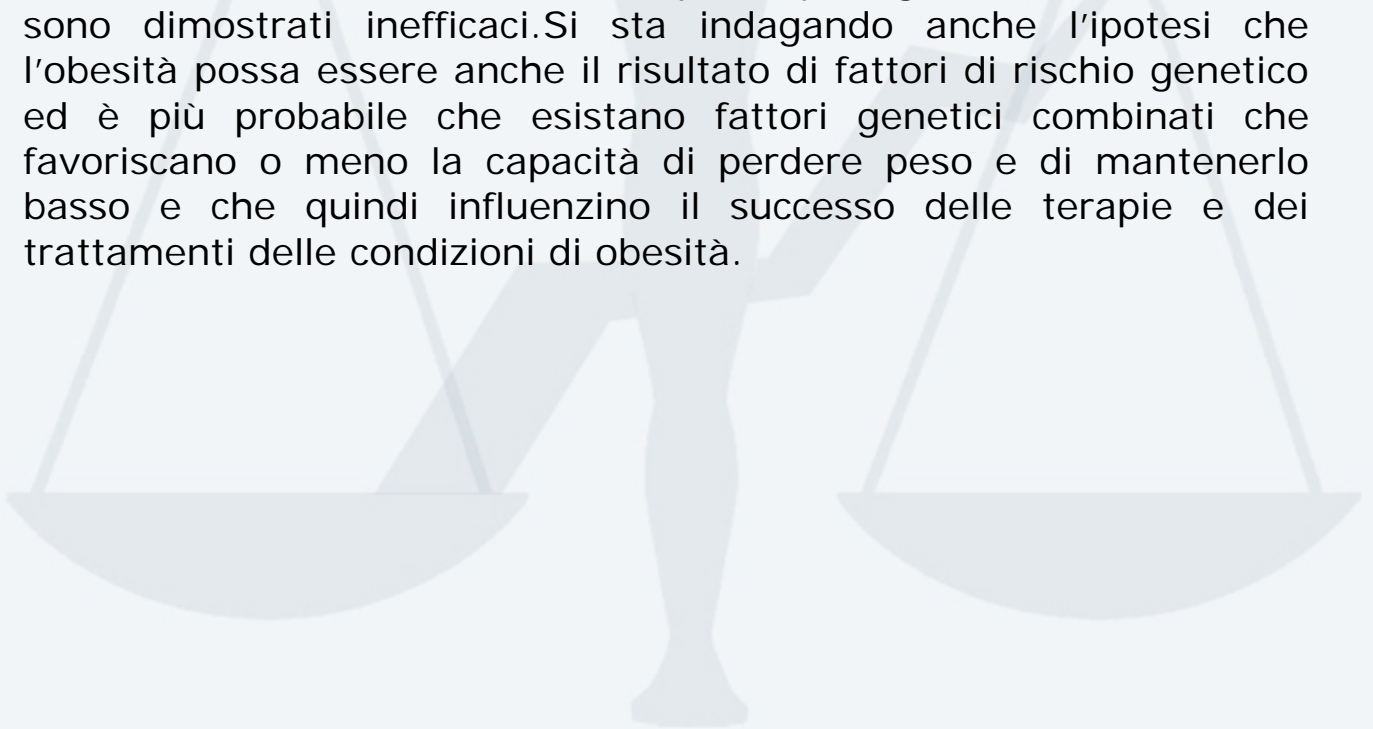 sono dimostrati inefficaci.Si sta indagando anche l'ipotesi che
l'obesità possa essere anche il risultato di fattori di rischio genetico
ed è più probabile che esistano fattori genetici combinati che
favoriscano o meno la capacità di perdere peso e di mantenerlo
basso e che quindi influenzino il successo delle terapie e dei
trattamenti delle condizioni di obesità.